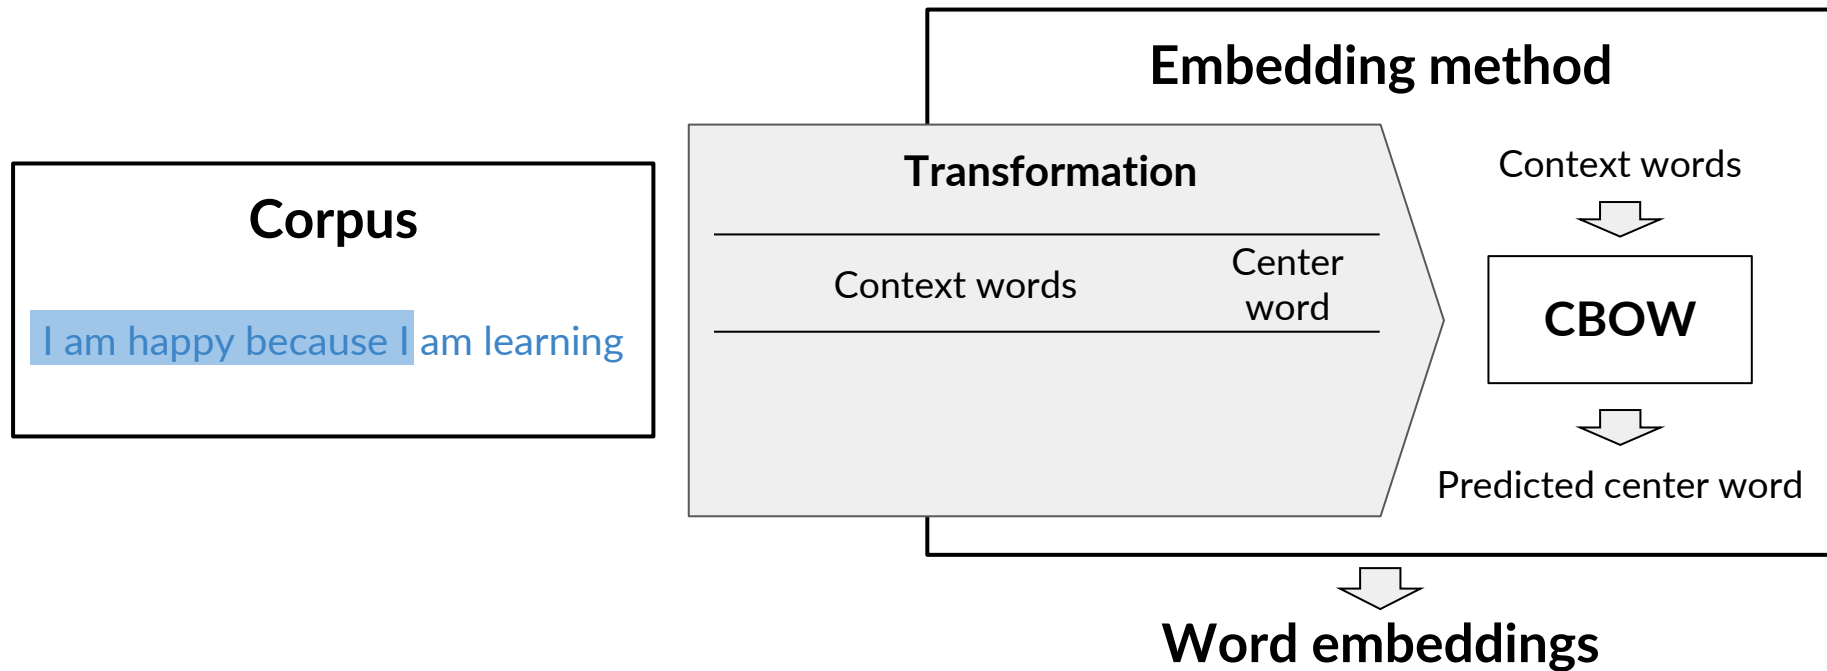 Embedding method
Corpus
I am happy because I am learning
Transformation
Context words
Center
word
Context words
CBOW
Predicted center word
Word embeddings